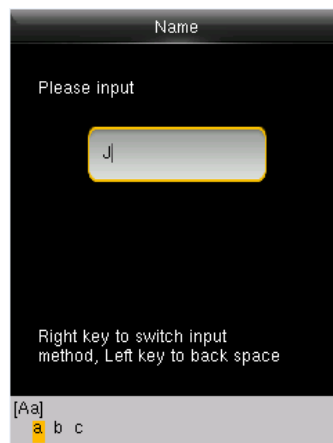 Name
Please input
J
Right key to switch input
method, Left key to back space
[Aa]
a b c